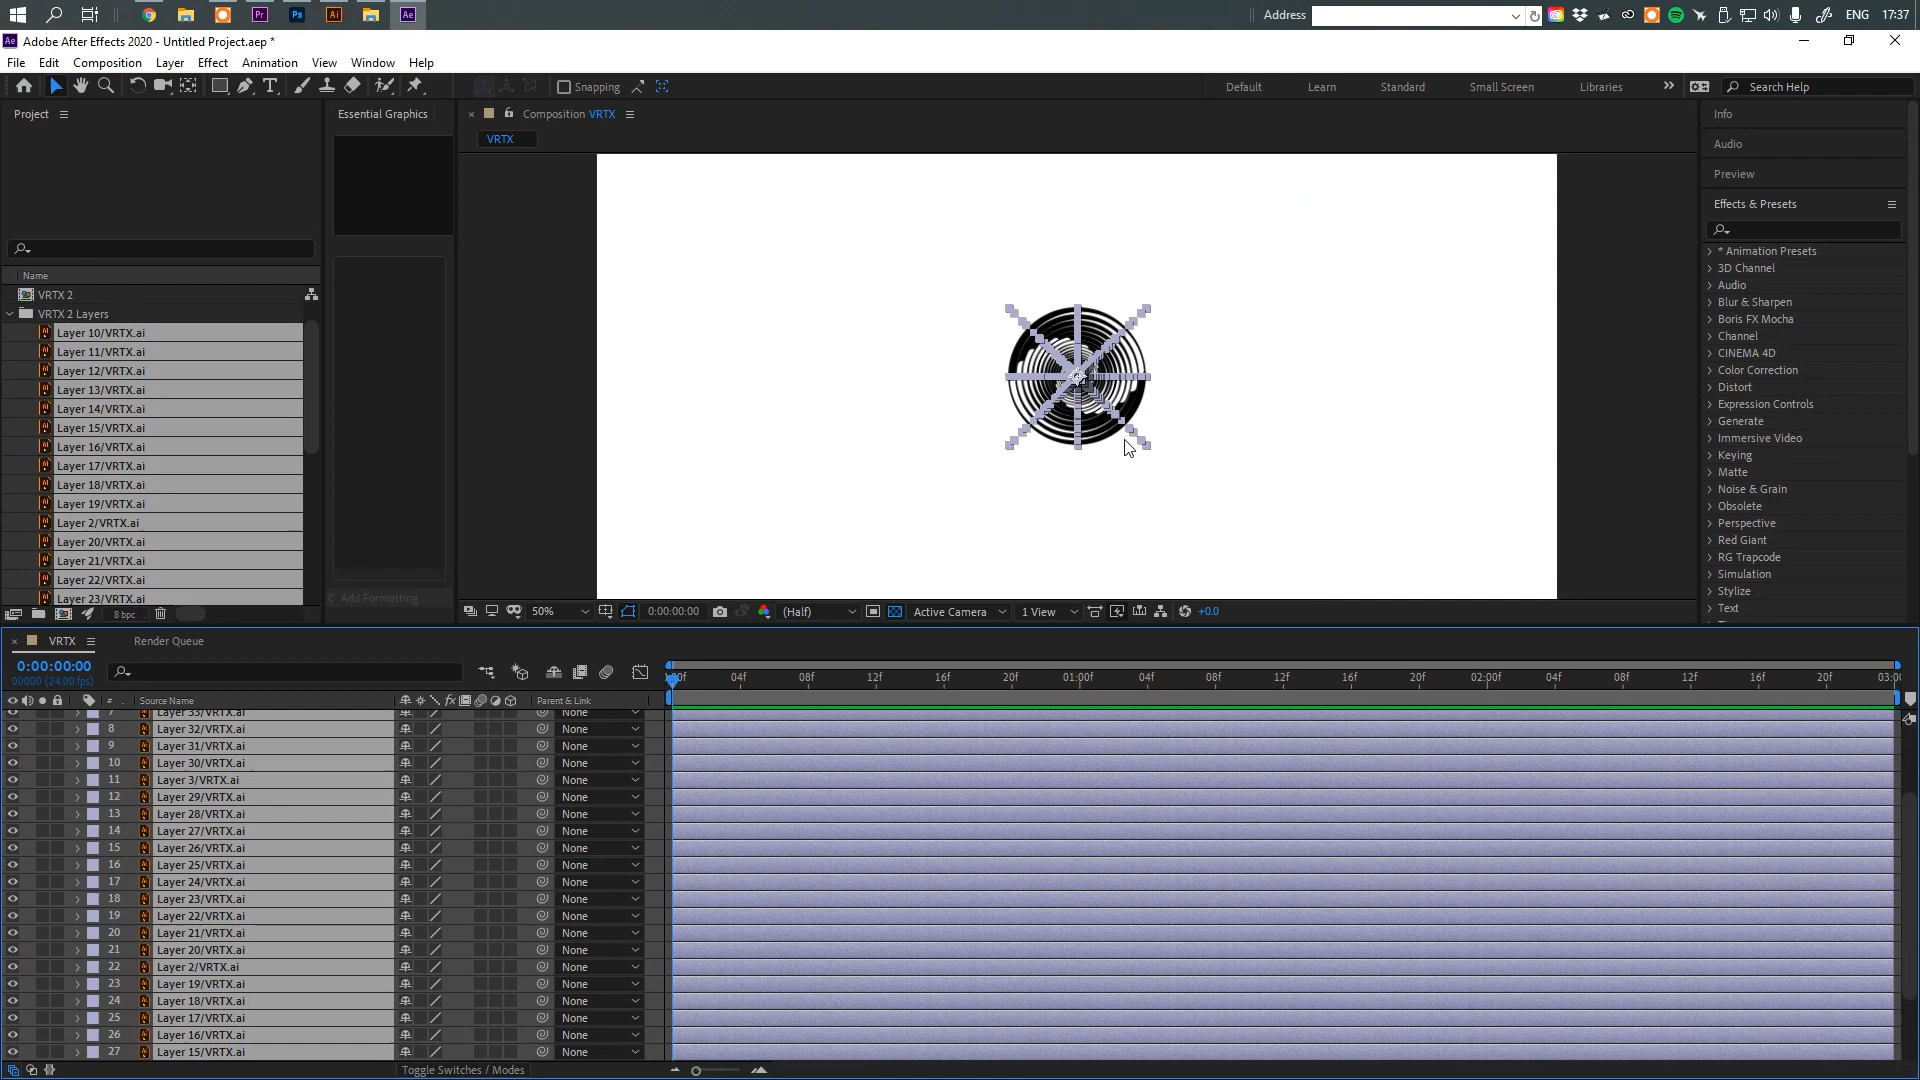 Address
ENG
17:37
Ae
Adobe After Effects 2020 - Untitled Project.aep *
File Edit Composition Layer Effect Animation View Window Help
Snapping
Default Learn Standard Small Screen Libraries
Search Help
Project
Essential Graphics
Composition VRTX
VRTX
Info
Audio
Preview
Effects & Presets
* Animation Presets
3D Channel
Audio
Blur & Sharpen
Boris FX Mocha
Channel
CINEMA 4D
Color Correction
Distort
Expression Controls
Generate
Immersive Video
Keying
Matte
Noise & Grain
Obsolete
Perspective
Red Giant
RG Trapcode
Simulation
Stylize
Text
Name
VRTX 2
VRTX 2 Layers
Layer 10/VRTX.ai
Layer 11/VRTX.ai
Layer 12/VRTX.ai
Layer 13/VRTX.ai
Layer 14/VRTX.ai
Layer 15/VRTX.ai
Layer 16/VRTX.ai
Layer 17/VRTX.ai
Layer 18/VRTX.ai
Layer 19/VRTX.ai
Layer 2/VRTX.ai
Layer 20/VRTX.ai
Layer 21/VRTX.ai
Layer 22/VRTX.ai
Layer 23/VRTX.ai
8 bpc
Add Formatting
50% 0:00:00:00 (Half) Active Camera 1 View +0.0
VRTX
Render Queue
0:00:00:00
00000 (24.00 fps)
04f 08f 12f 16f 20f 01:00f 04f 08f 12f 16f 20f 02:00f 04f 08f 12f 16f 20f 03:0
# Source Name fx Parent & Link
7 Layer 33/VRTX.ai None
8 Layer 32/VRTX.ai None
9 Layer 31/VRTX.ai None
10 Layer 30/VRTX.ai None
11 Layer 3/VRTX.ai None
12 Layer 29/VRTX.ai None
13 Layer 28/VRTX.ai None
14 Layer 27/VRTX.ai None
15 Layer 26/VRTX.ai None
16 Layer 25/VRTX.ai None
17 Layer 24/VRTX.ai None
18 Layer 23/VRTX.ai None
19 Layer 22/VRTX.ai None
20 Layer 21/VRTX.ai None
21 Layer 20/VRTX.ai None
22 Layer 2/VRTX.ai None
23 Layer 19/VRTX.ai None
24 Layer 18/VRTX.ai None
25 Layer 17/VRTX.ai None
26 Layer 16/VRTX.ai None
27 Layer 15/VRTX.ai None
Toggle Switches / Modes